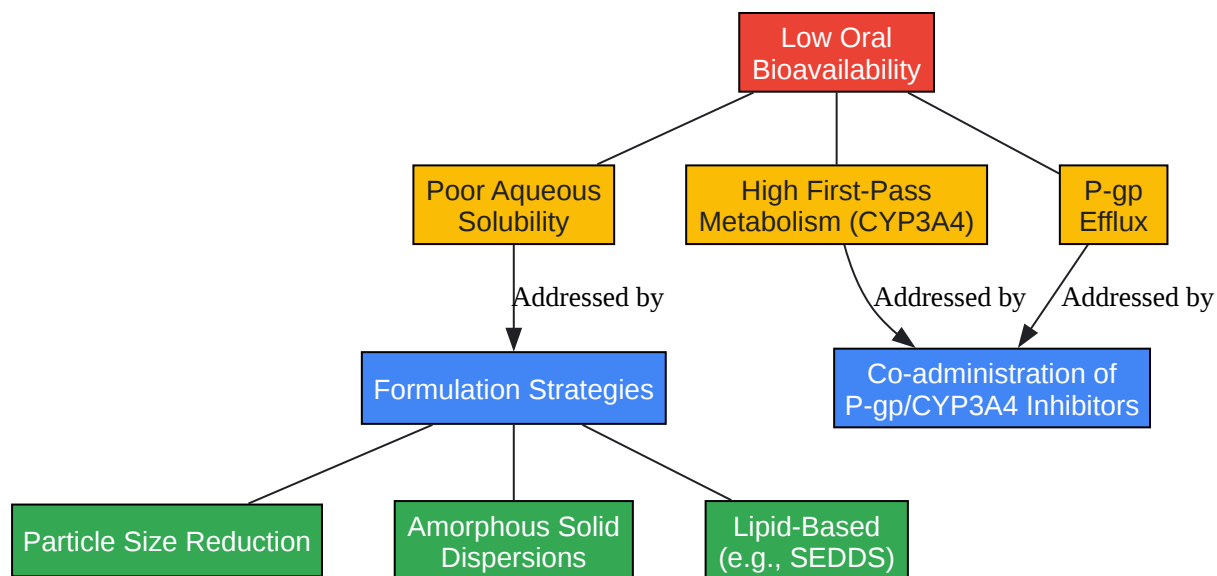 Low Oral
Bioavailability
Poor Aqueous
Solubility
High First-Pass
Metabolism (CYP3A4)
P-gp
Efflux
Addressed by
Addressed by
Addressed by
Formulation Strategies
Co-administration of
P-gp/CYP3A4 Inhibitors
Particle Size Reduction
Amorphous Solid
Dispersions
Lipid-Based
(e.g., SEDDS)